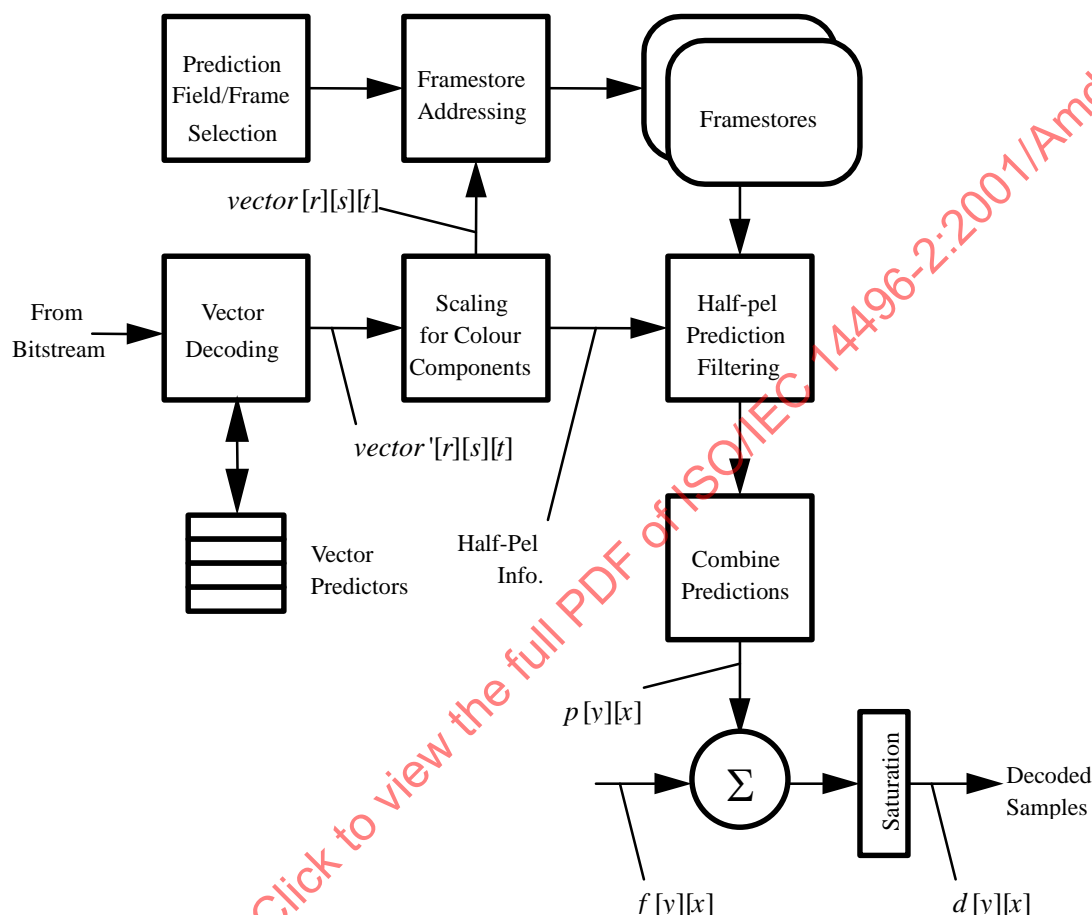 Prediction
Field/Frame
Selection
Framestore
Addressing
Framestores
vector[r][s][t]
From
Bitstream
Vector
Decoding
Scaling
for Colour
Components
Half-pel
Prediction
Filtering
vector'[r][s][t]
Vector
Predictors
Half-Pel
Info.
Combine
Predictions
p[y][x]
Σ
Saturation
Decoded
Samples
f[y][x]
d[y][x]
Click to view the full PDF of ISO/IEC 14496-2:2001/Amd